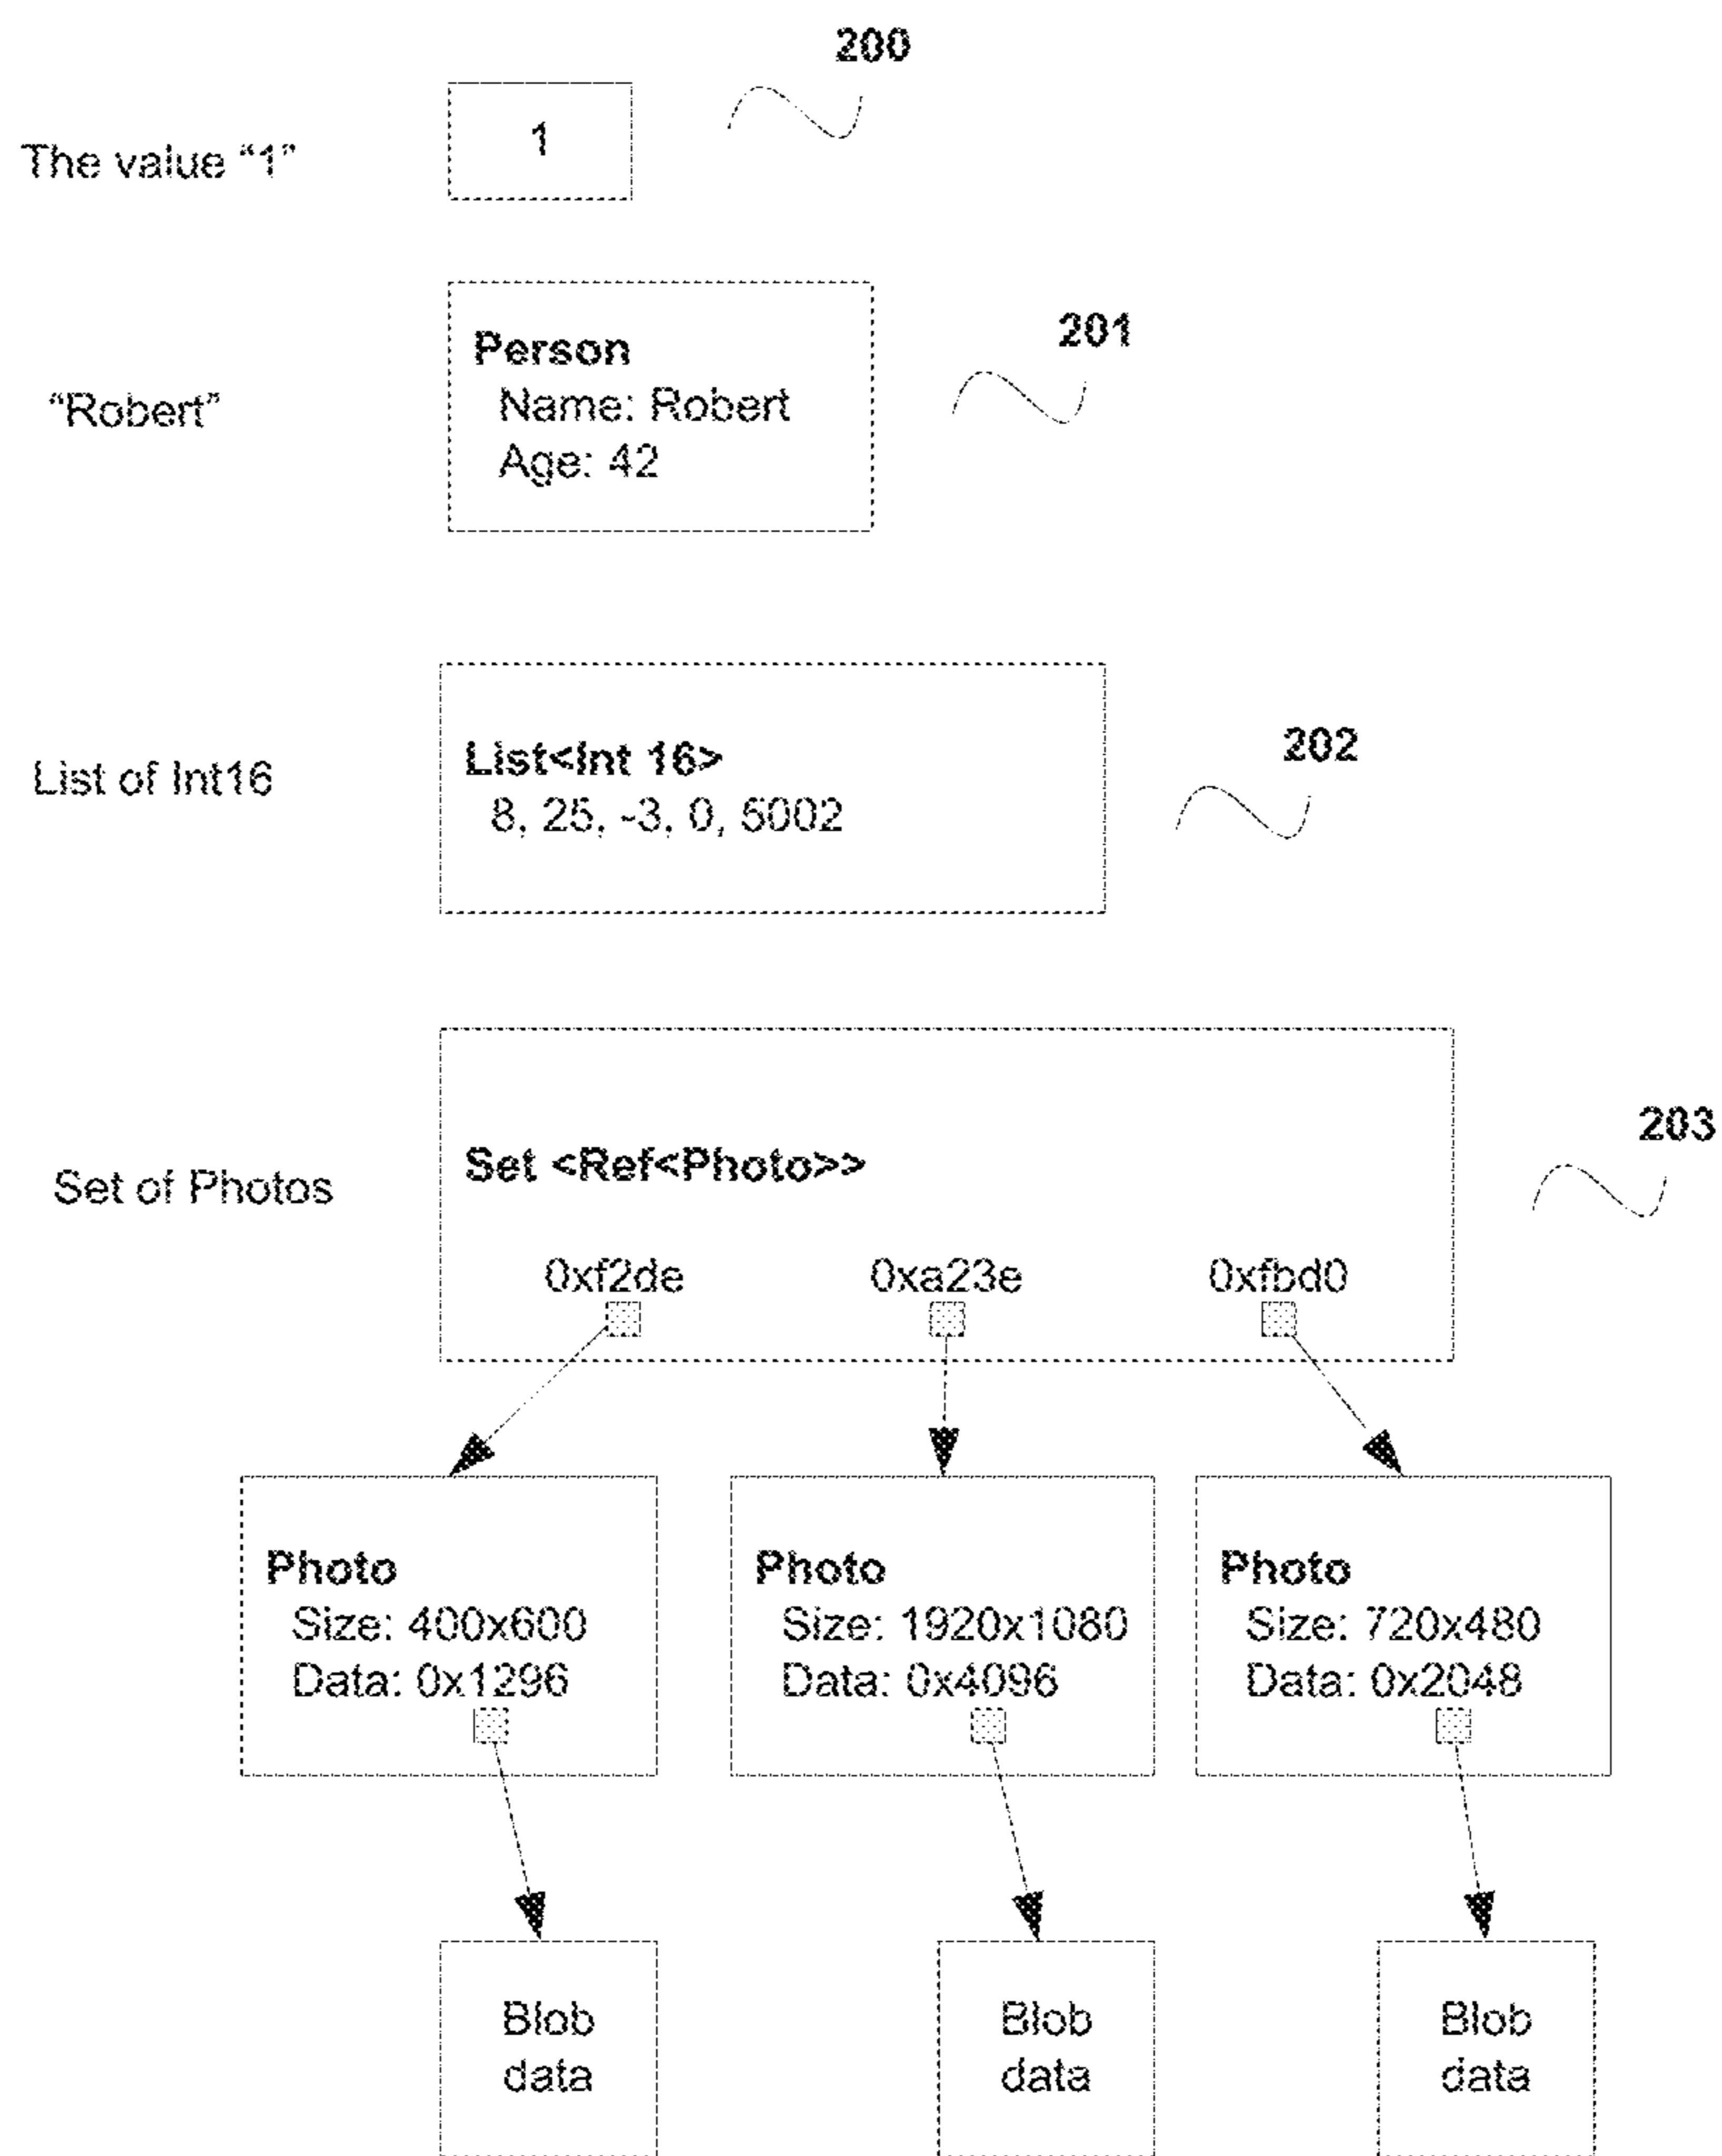 200
The value “1”
1
“Robert”
Person
Name: Robert
Age: 42
201
List of Int16
List<Int 16>
8, 25, -3, 0, 5002
202
Set of Photos
Set <Ref<Photo>>
203
0xf2de
0xa23e
0xfbd0
Photo
Size: 400x600
Data: 0x1296
Photo
Size: 1920x1080
Data: 0x4096
Photo
Size: 720x480
Data: 0x2048
Blob
data
Blob
data
Blob
data